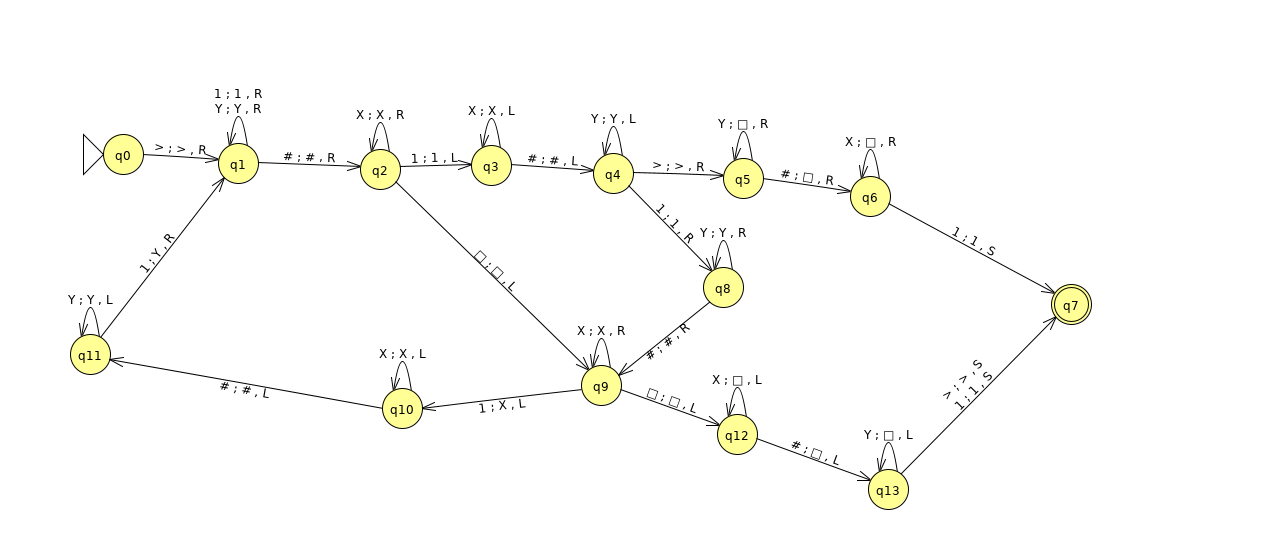 1;1,R
Y;Y,R
X;X,R
X;X,L
Y;Y,L
Y;□,R
X;□,R
q0
>;>,R
q1
#;#,R
q2
1;1,L
q3
#;#,L
q4
>;>,R
q5
#;□,R
q6
1;1,S
q7
1;1,R
Y;Y,R
q8
#;#,R
□;□,L
1;Y,R
Y;Y,L
q11
#;#,L
X;X,L
q10
1;X,L
X;X,R
q9
□;□,L
X;□,L
q12
#;□,L
Y;□,L
q13
>;>,S
1;1,S